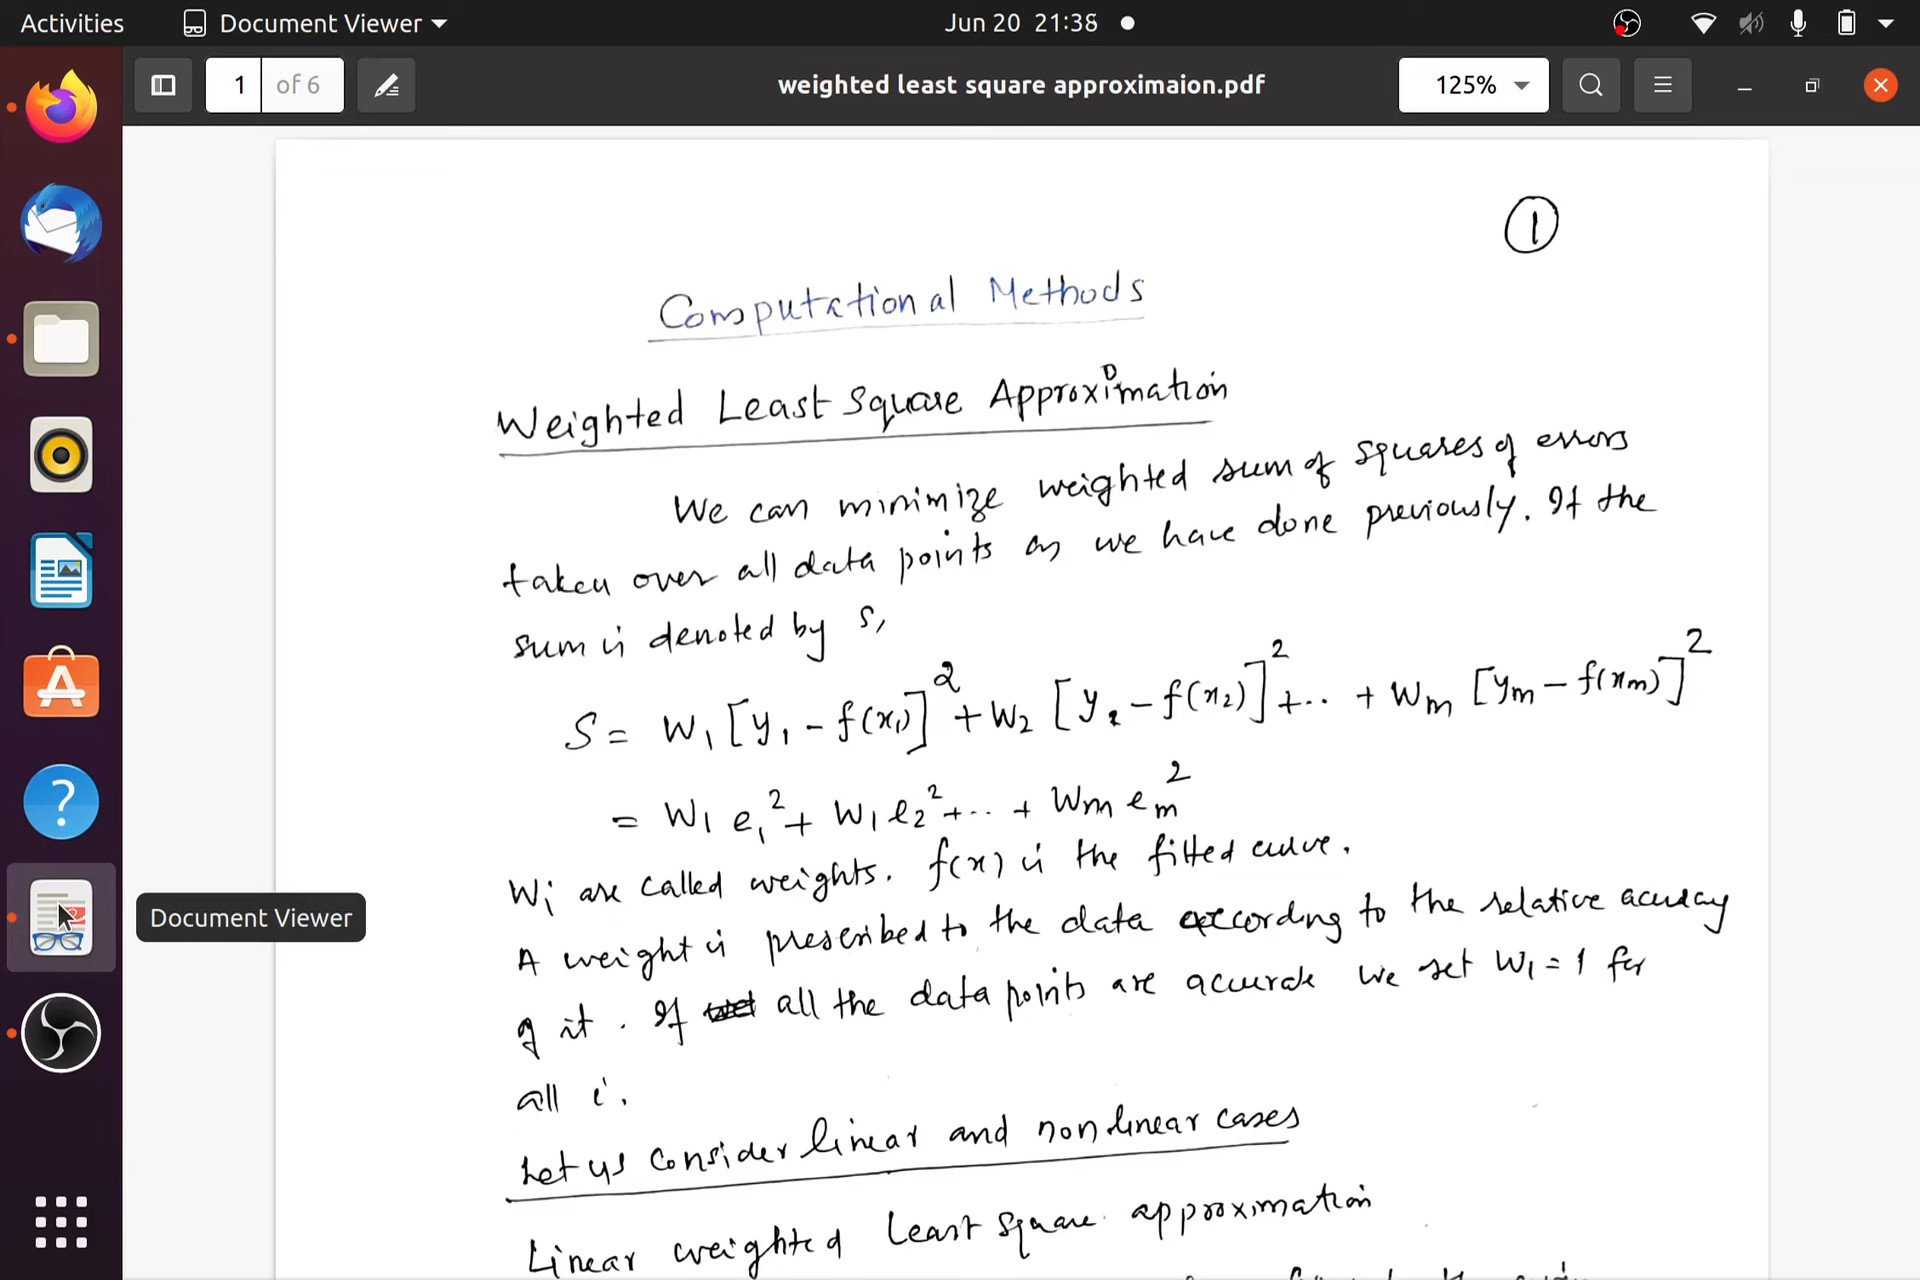 Activities Document Viewer Jun 20 21:38
1 of 6 weighted least square approximaion.pdf 125%
1
Computational Methods
Weighted Least Square Approximation
We can minimize weighted sum of squares of errors
taken over all data points as we have done previously. If the
sum is denoted by S,
S = W₁ [y₁ - f(x₁)]² + W₂ [y₂ - f(x₂)]² + .. + Wm [ym - f(xm)]²
= W₁ e₁² + W₁ e₂² + .. + Wm em²
Wi are called weights. f(x) is the fitted curve.
A weight is prescribed to the data according to the relative accuracy
of it. If all the data points are accurate we set W₁ = 1 for
Document Viewer
all i.
Let us consider linear and non linear cases
Linear weighted Least square approximation